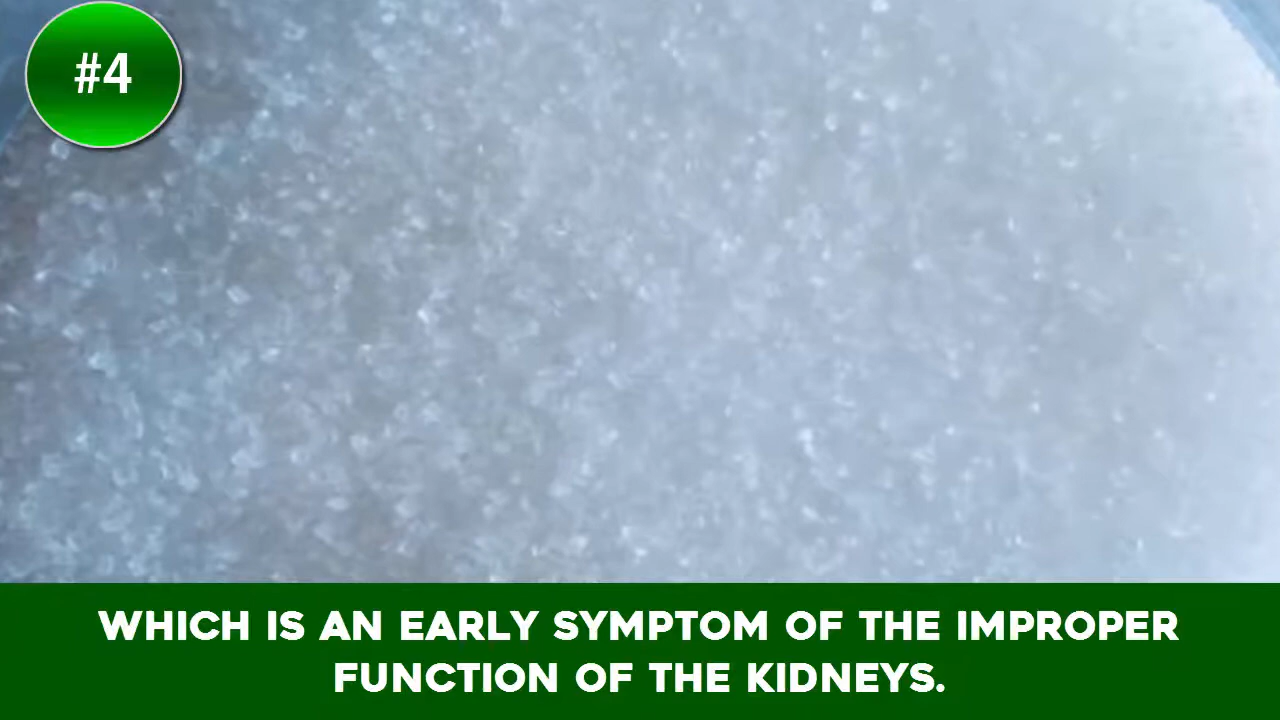 #4
WHICH IS AN EARLY SYMPTOM OF THE IMPROPER
FUNCTION OF THE KIDNEYS.